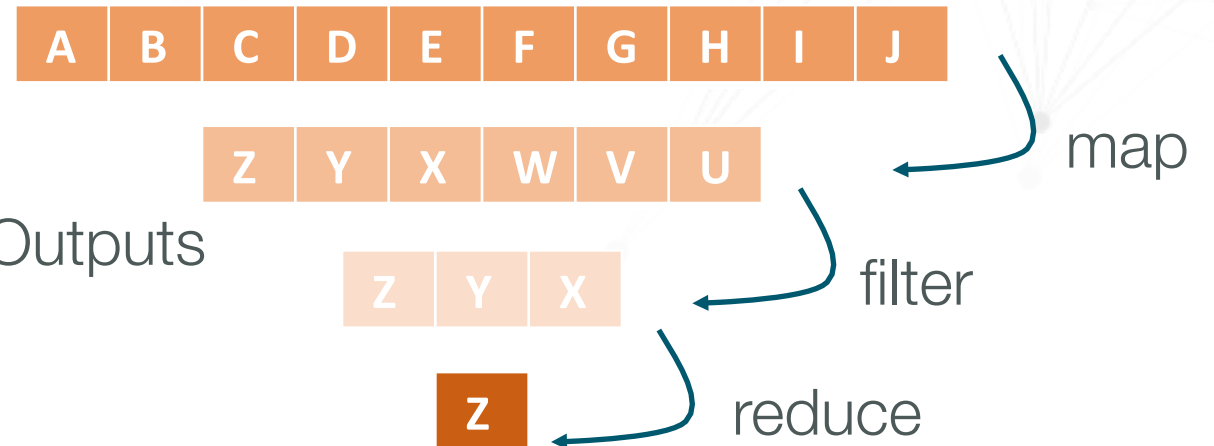 A B C D E F G H I J
map
Z Y X W V U
Outputs
filter
Z Y X
reduce
Z